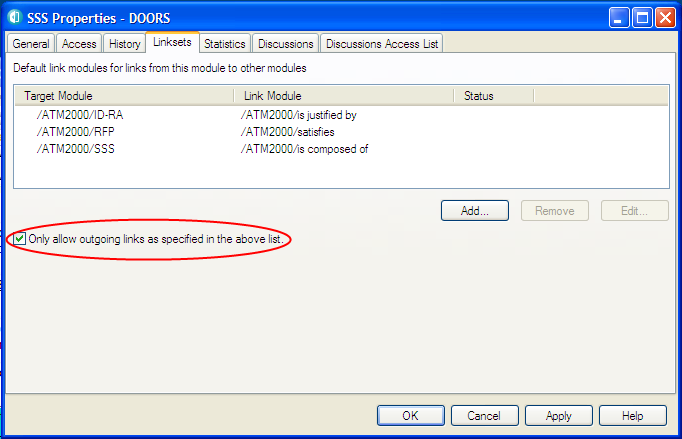 SSS Properties - DOORS
General Access History Linksets Statistics Discussions Discussions Access List
Default link modules for links from this module to other modules
Target Module Link Module Status
/ATM2000/ID-RA /ATM2000/is justified by
/ATM2000/RFP /ATM2000/satisfies
/ATM2000/SSS /ATM2000/is composed of
Add... Remove Edit...
Only allow outgoing links as specified in the above list.
OK Cancel Apply Help